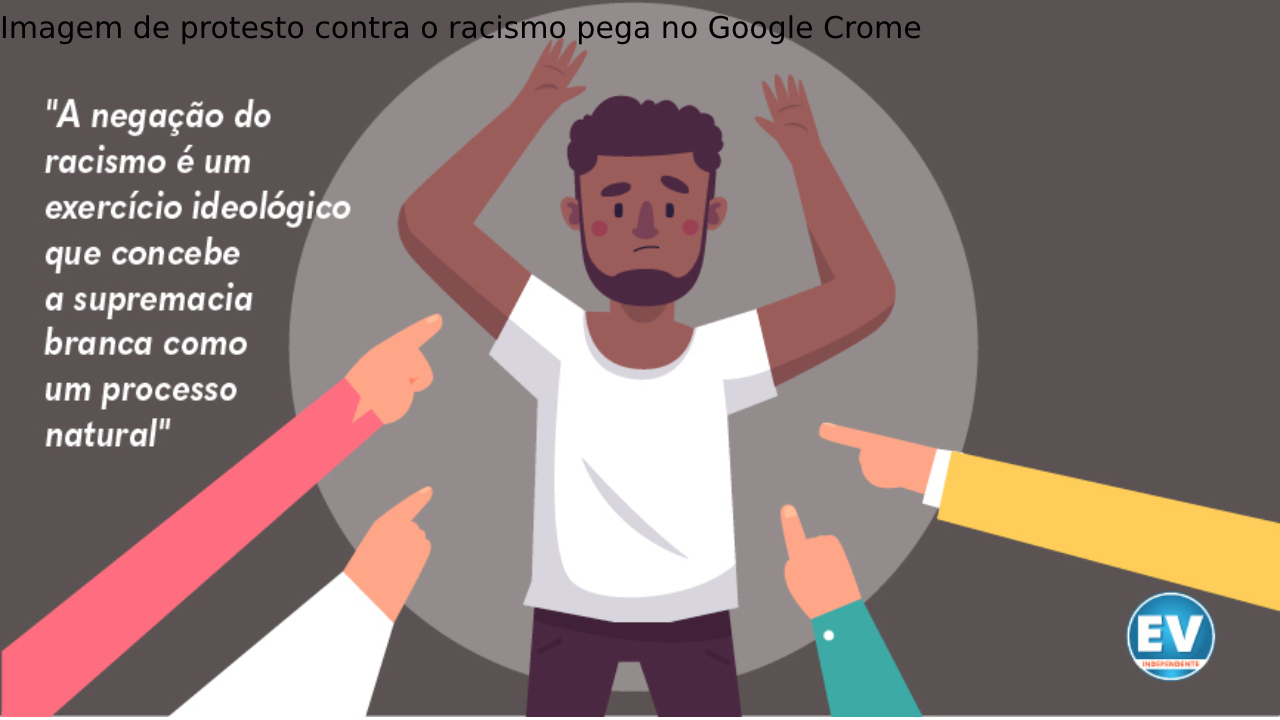 Imagem de protesto contra o racismo pega no Google Crome
"A negação do
racismo é um
exercício ideológico
que concebe
a supremacia
branca como
um processo
natural"
EV
INDEPENDENTE